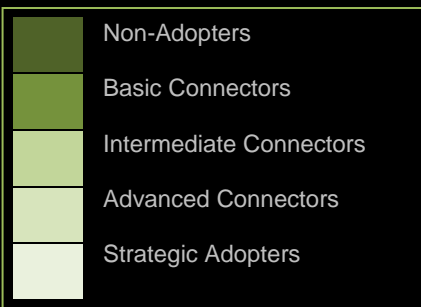 Non-Adopters
Basic Connectors
Intermediate Connectors
Advanced Connectors
Strategic Adopters